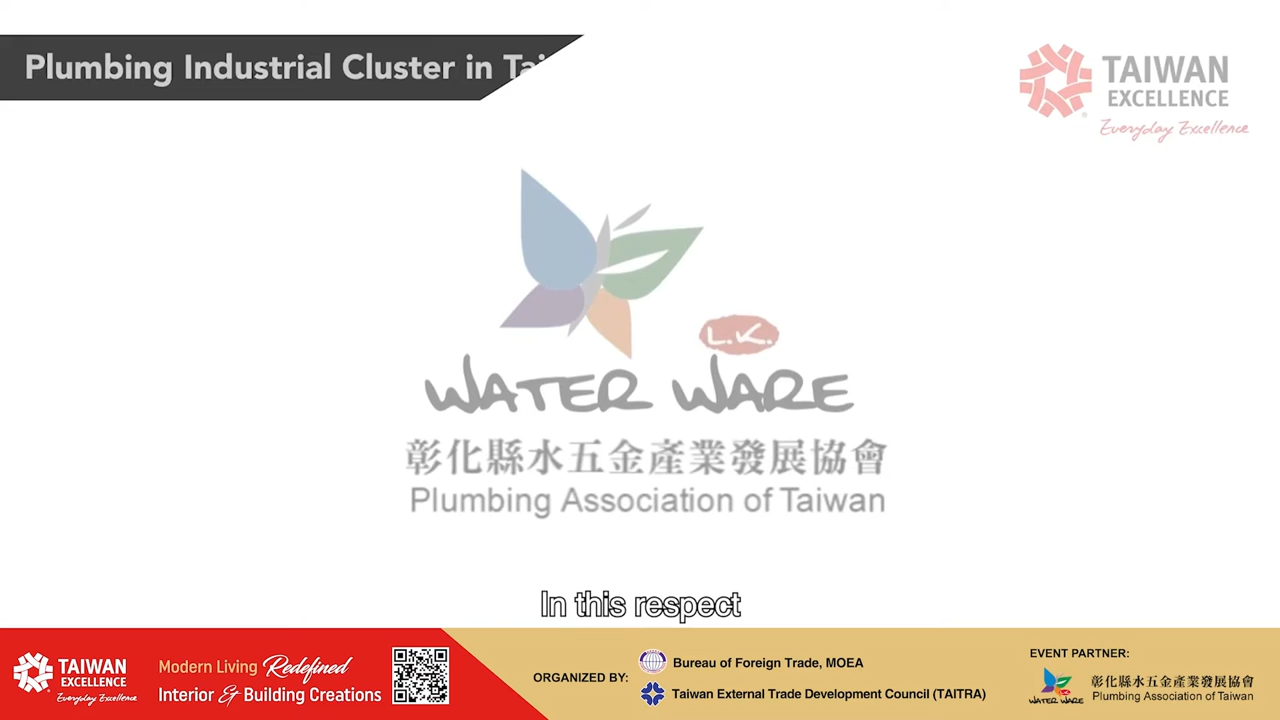 Plumbing Industrial Cluster in Tai
TAIWAN
EXCELLENCE
Everyday Excellence
L.K.
WATER WARE
彰化縣水五金產業發展協會
Plumbing Association of Taiwan
In this respect
TAIWAN
EXCELLENCE
Everyday Excellence
Modern Living Redefined
Interior & Building Creations
ORGANIZED BY:
Bureau of Foreign Trade, MOEA
Taiwan External Trade Development Council (TAITRA)
EVENT PARTNER:
WATER WARE
彰化縣水五金產業發展協會
Plumbing Association of Taiwan